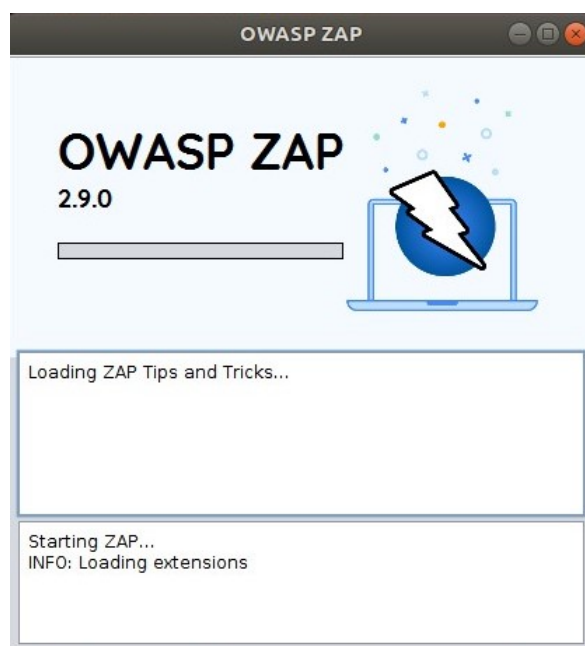 OWASP ZAP
OWASP ZAP
2.9.0
Loading ZAP Tips and Tricks...
Starting ZAP...
INFO: Loading extensions